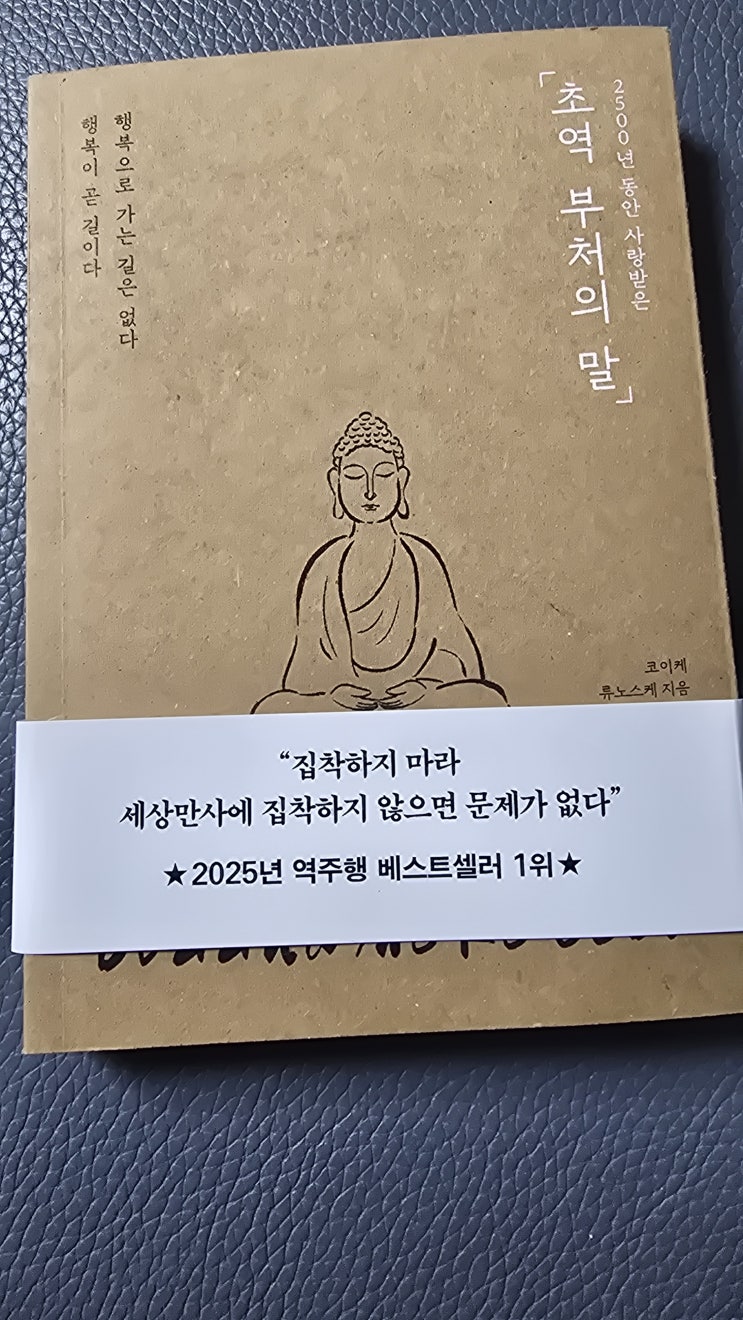 2500년 동안 사랑받은
「초역 부처의 말」
행복으로 가는 길은 없다
행복이 곧 길이다
코이케
류노스케 지음
“집착하지 마라
세상만사에 집착하지 않으면 문제가 없다”
★2025년 역주행 베스트셀러 1위★